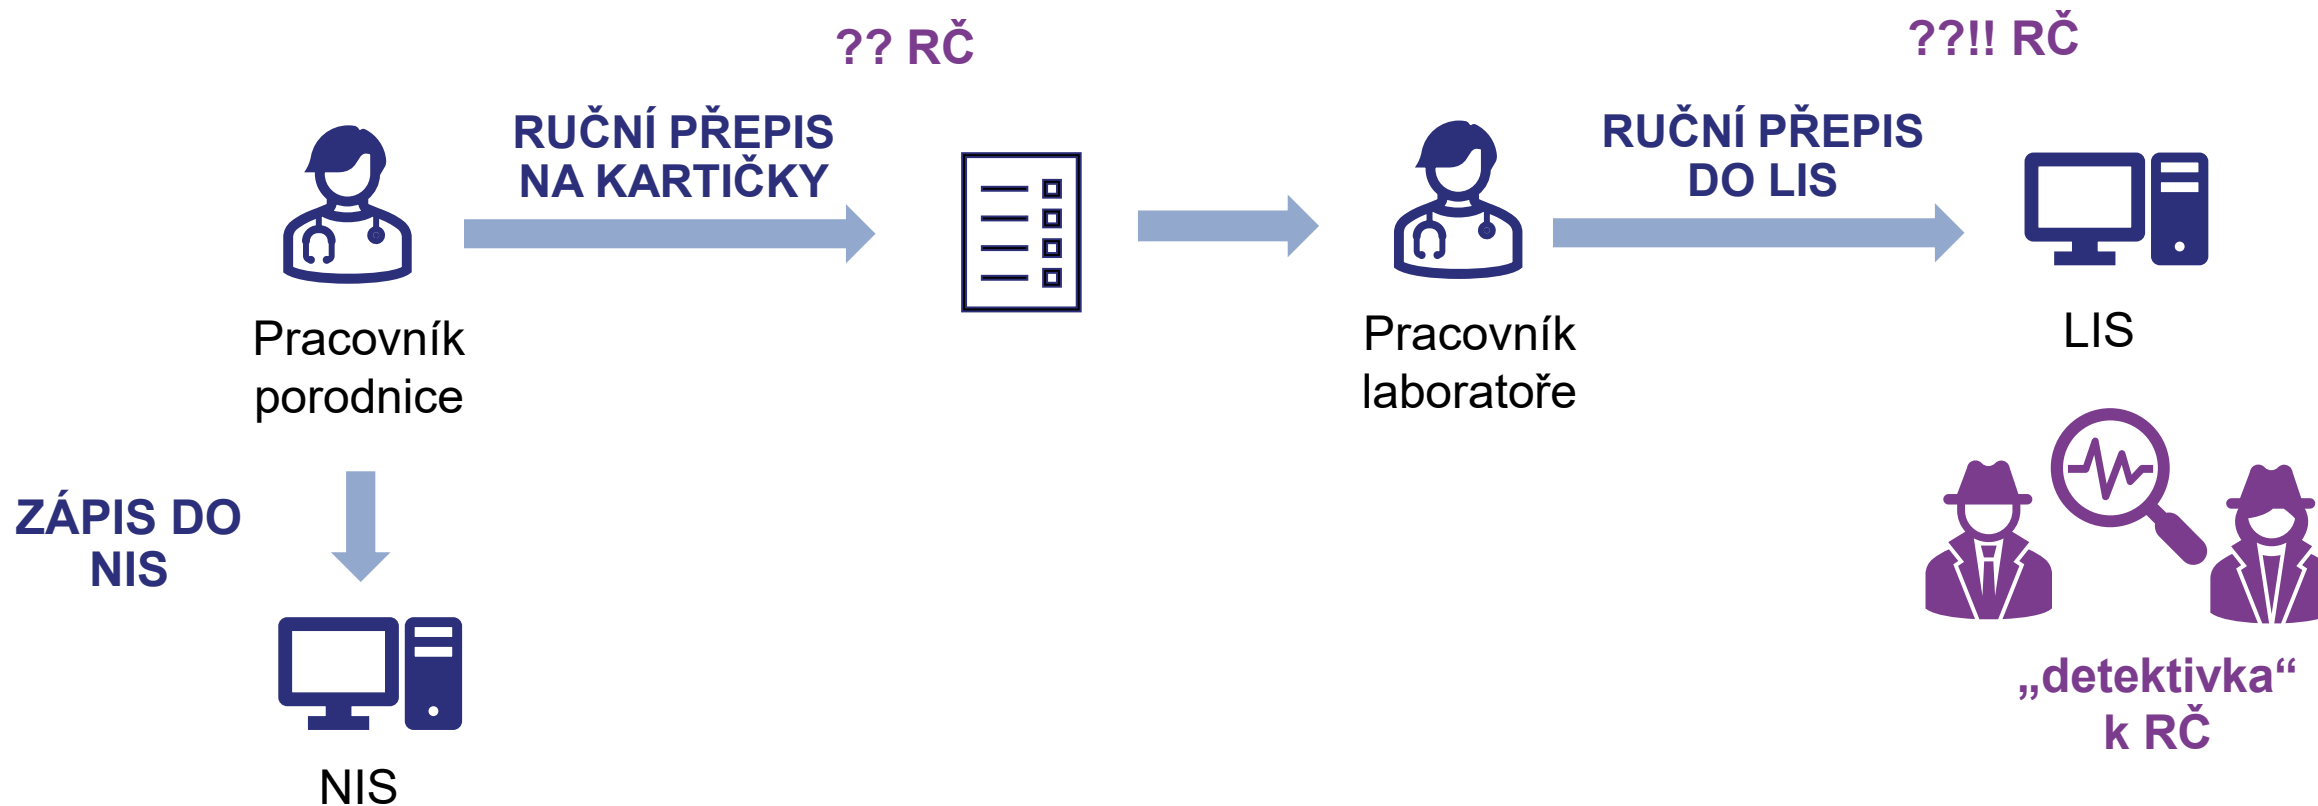 ?? RČ
??!! RČ
RUČNÍ PŘEPIS
NA KARTIČKY
RUČNÍ PŘEPIS
DO LIS
Pracovník
porodnice
Pracovník
laboratoře
LIS
ZÁPIS DO
NIS
„detektivka“
k RČ
NIS